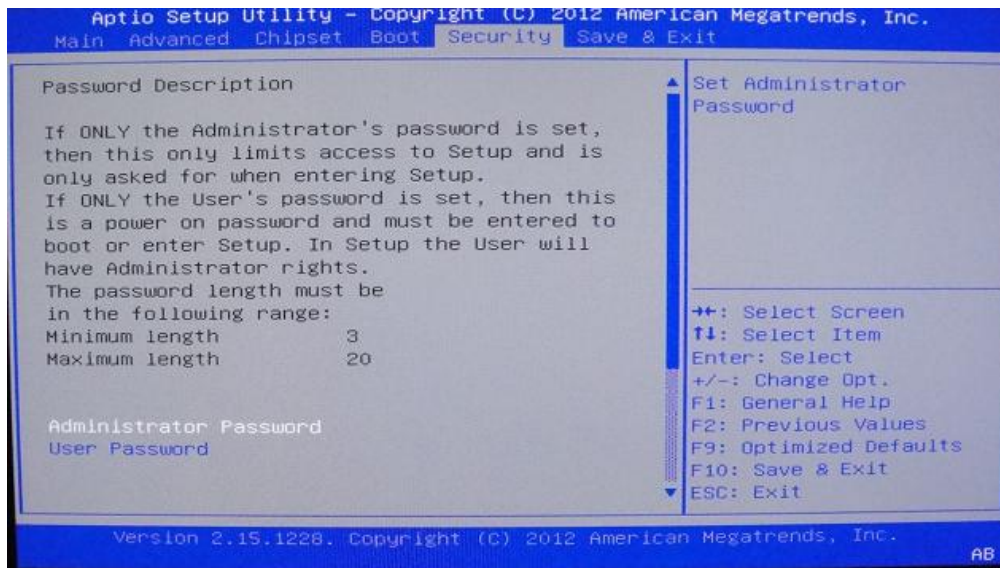 Aptio Setup Utility - Copyright (C) 2012 American Megatrends, Inc.
Main Advanced Chipset Boot Security Save & Exit
Password Description
If ONLY the Administrator's password is set,
then this only limits access to Setup and is
only asked for when entering Setup.
If ONLY the User's password is set, then this
is a power on password and must be entered to
boot or enter Setup. In Setup the User will
have Administrator rights.
The password length must be
in the following range:
Minimum length 3
Maximum length 20
Administrator Password
User Password
Set Administrator
Password
→←: Select Screen
↑↓: Select Item
Enter: Select
+/-: Change Opt.
F1: General Help
F2: Previous Values
F9: Optimized Defaults
F10: Save & Exit
ESC: Exit
Version 2.15.1228. Copyright (C) 2012 American Megatrends, Inc.
AB